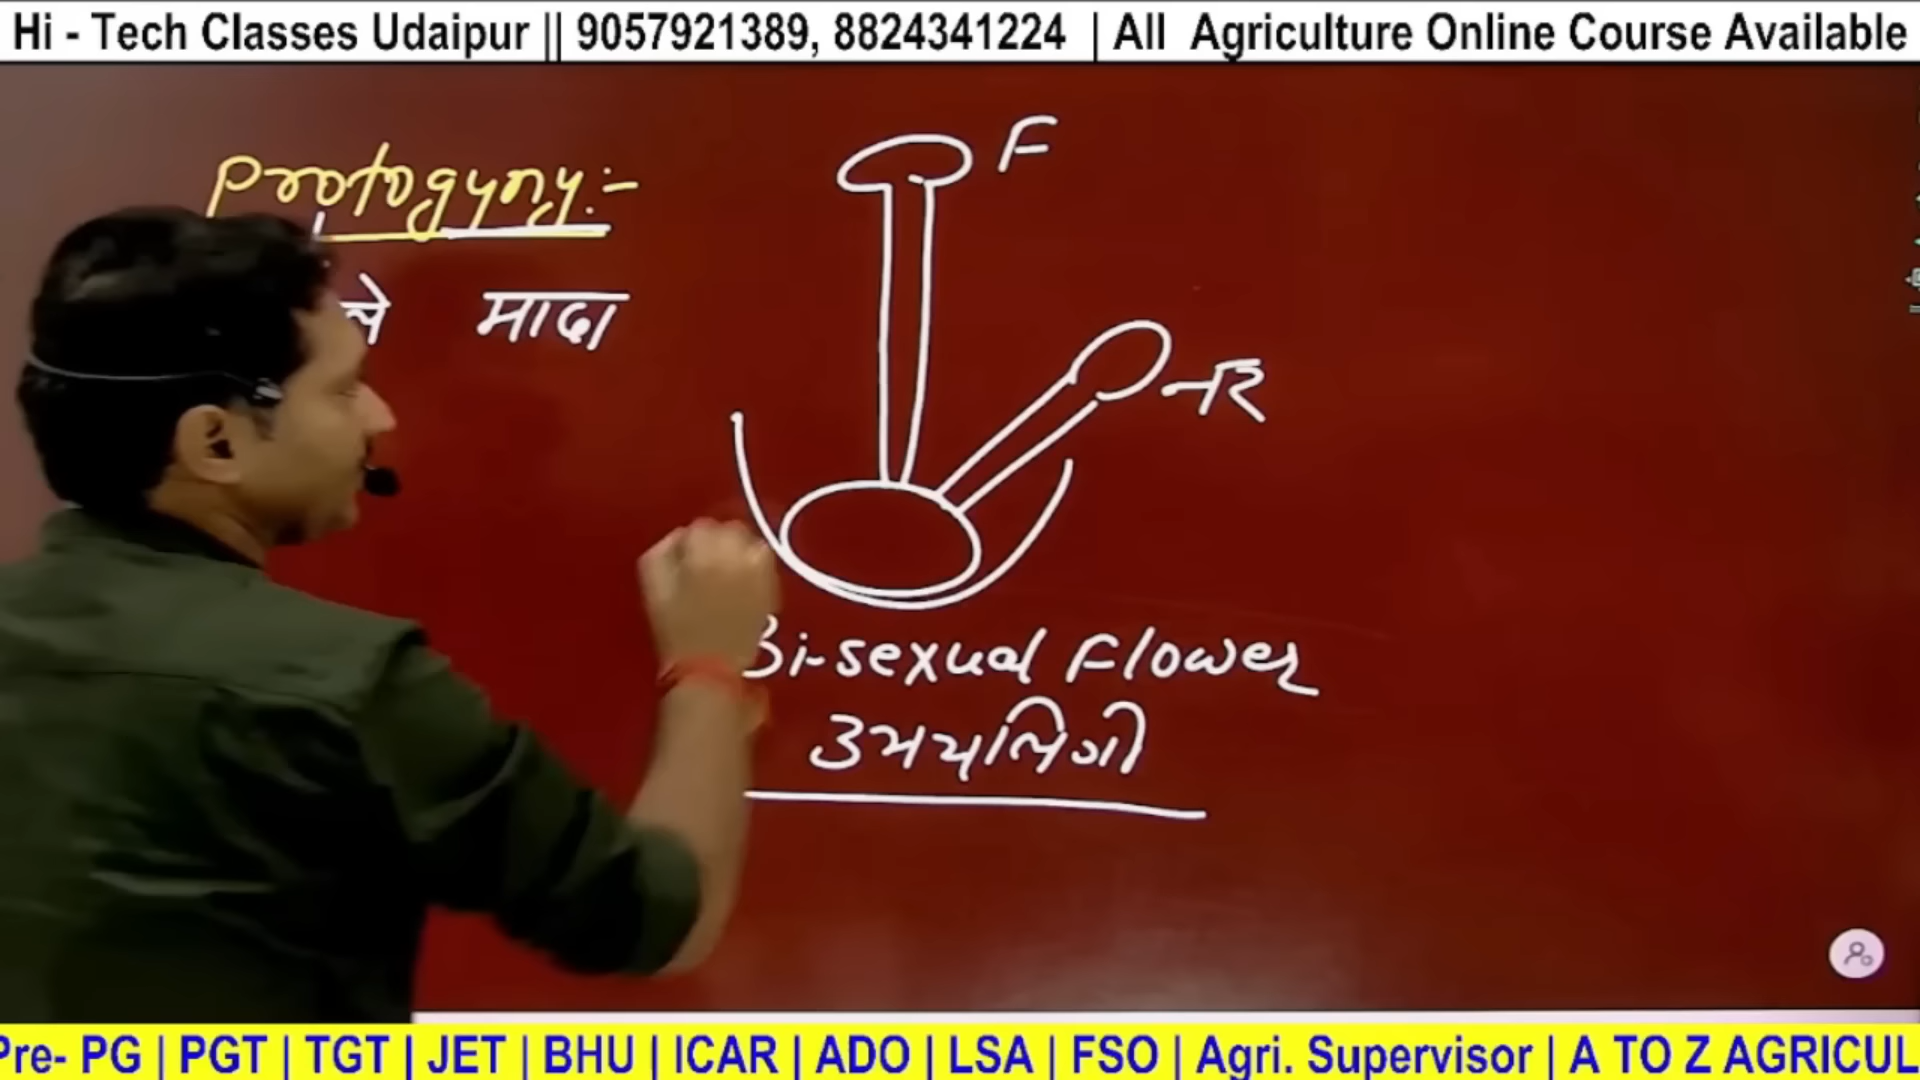 Hi - Tech Classes Udaipur || 9057921389, 8824341224 | All Agriculture Online Course Available
Protogyny:-
F
मादा
नर
Bi-sexual Flower
उभयलिंगी
Pre- PG | PGT | TGT | JET | BHU | ICAR | ADO | LSA | FSO | Agri. Supervisor | A TO Z AGRICUL